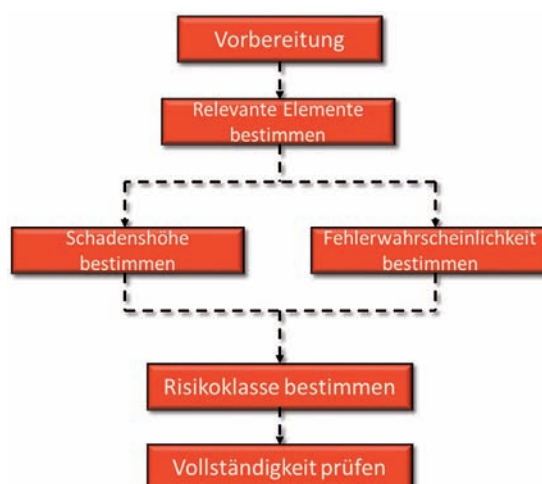 Vorbereitung
Relevante Elemente
bestimmen
Schadenshöhe
bestimmen
Fehlerwahrscheinlichkeit
bestimmen
Risikoklasse bestimmen
Vollständigkeit prüfen